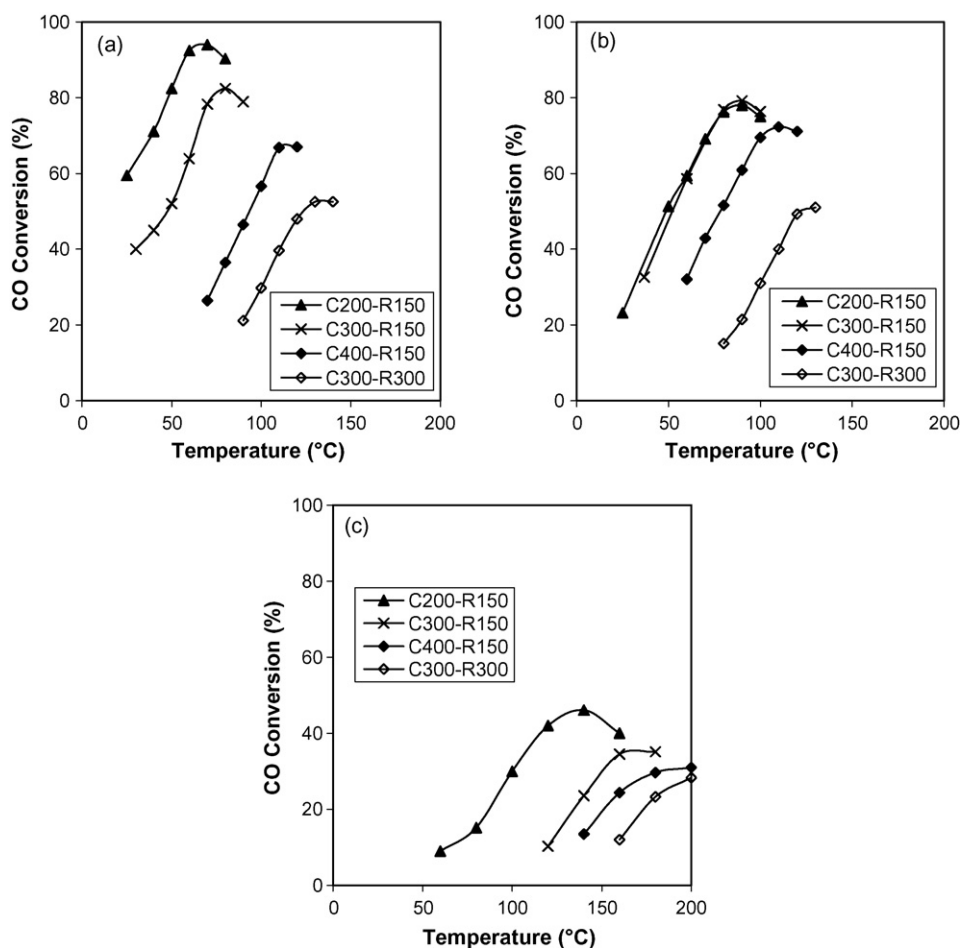 (a)
CO Conversion (%)
100
80
60
40
20
0
C200-R150
C300-R150
C400-R150
C300-R300
0 50 100 150 200
Temperature (°C)
(b)
CO Conversion (%)
100
80
60
40
20
0
C200-R150
C300-R150
C400-R150
C300-R300
0 50 100 150 200
Temperature (°C)
(c)
CO Conversion (%)
100
80
60
40
20
0
C200-R150
C300-R150
C400-R150
C300-R300
0 50 100 150 200
Temperature (°C)